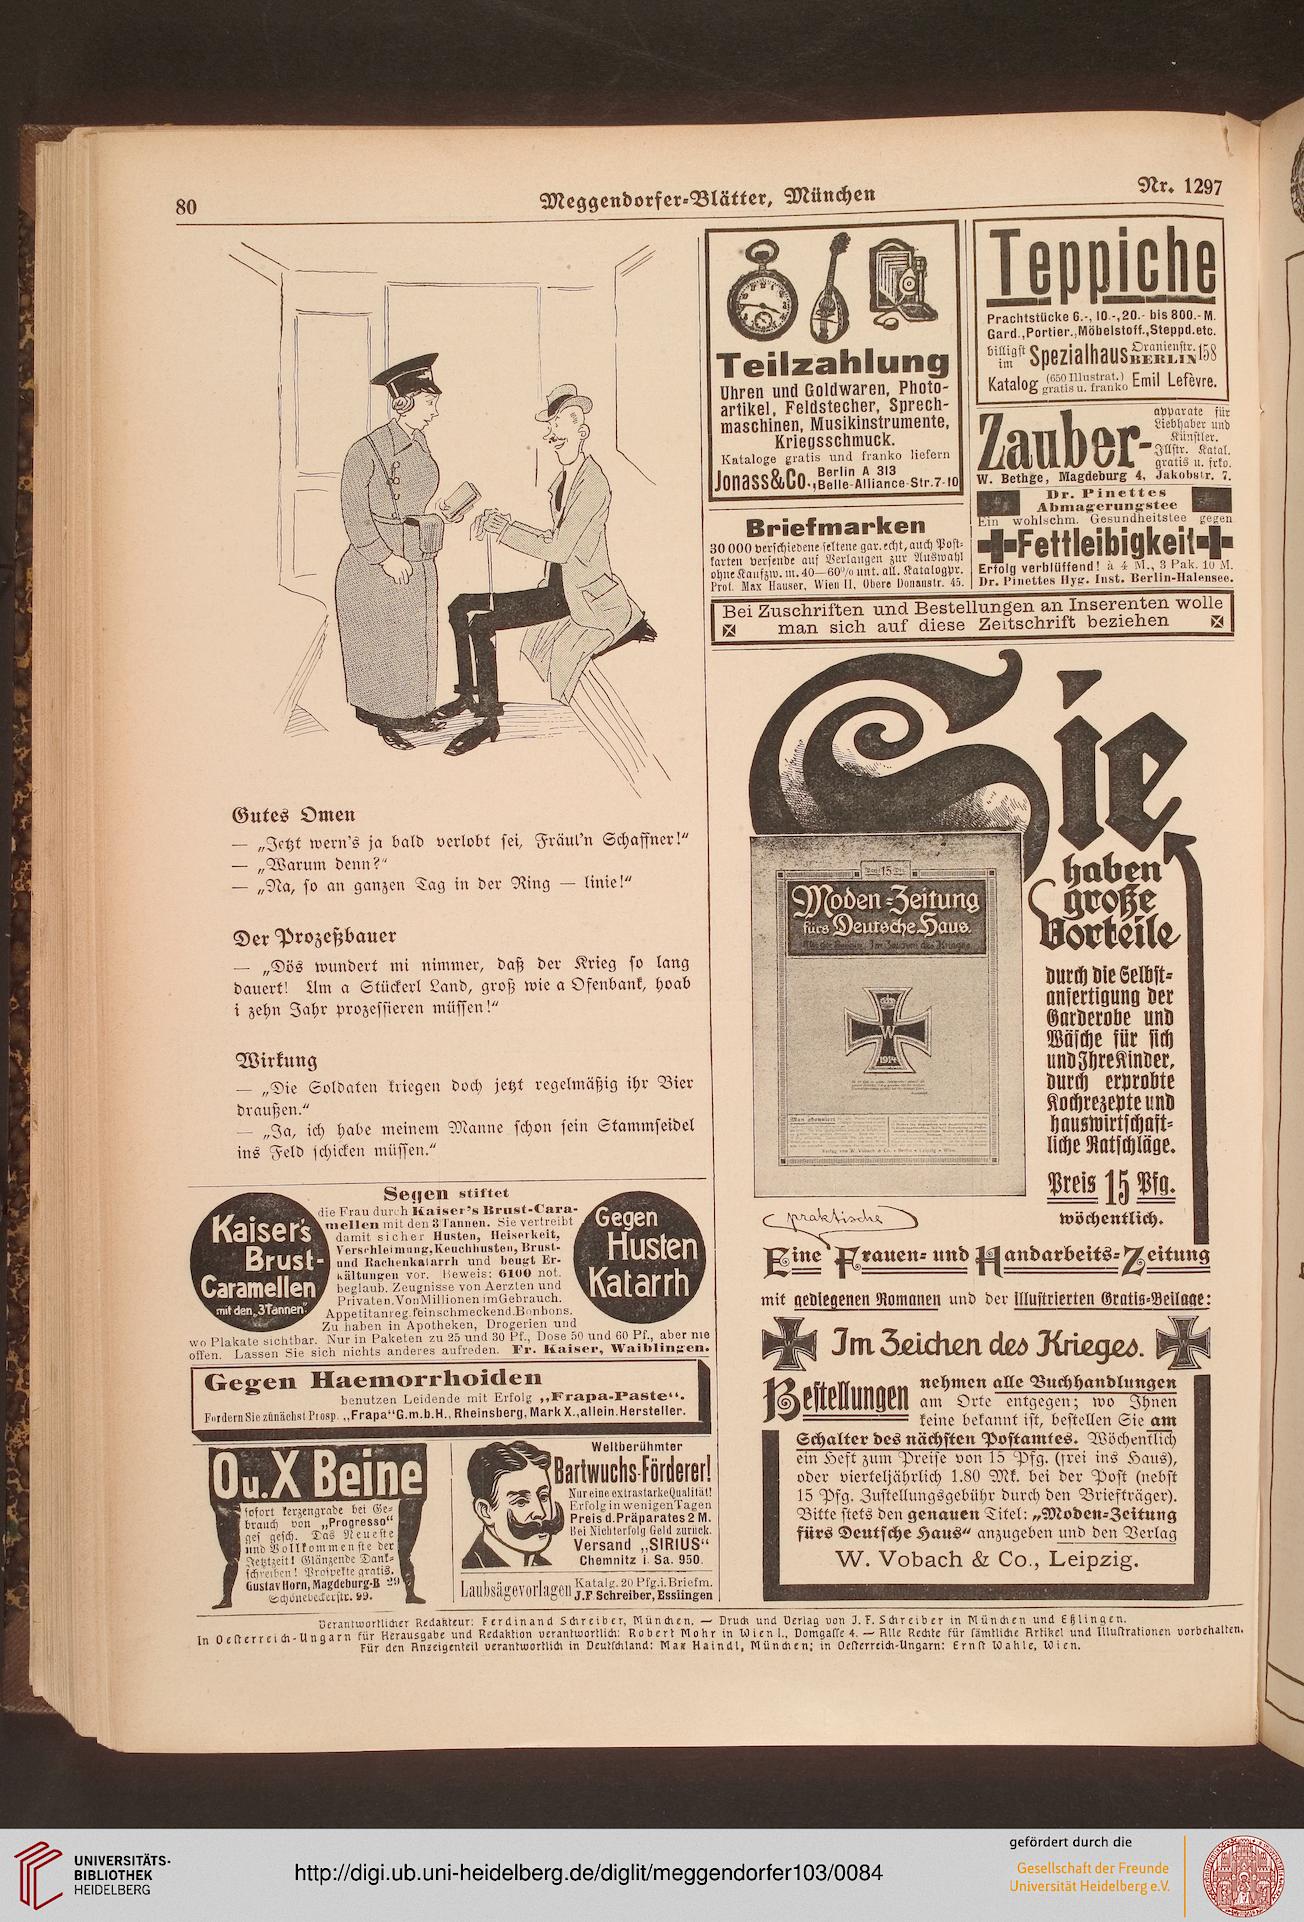 80
Meggendorfer-Blätter, München
Nr. 1297
Gutes Omen
— „Jetzt wern's ja bald verlobt sei, Fräul'n Schaffner!"
— „Warum denn?"
— „Na, so an ganzen Tag in der Ring — linie!"
Der Prozeßbauer
— „Dös wundert mi nimmer, daß der Krieg so lang
dauert! Um a Stückerl Land, groß wie a Ofenbank, hoab
i zehn Jahr prozessieren müssen!"
Wirkung
— „Die Soldaten kriegen doch jetzt regelmäßig ihr Bier
draußen."
— „Ja, ich habe meinem Manne schon sein Stammseidel
ins Feld schicken müssen."
Kaiser's
Brust-
Caramellen
mit den „3 Tannen"
Segen stiftet
die Frau durch Kaiser's Brust-Cara-
mellen mit den 3 Tannen. Sie vertreibt
damit sicher Husten, Heiserkeit,
Verschleimung, Keuchhusten, Brust-
und Rachenkatarrh und beugt Er-
kältungen vor. Beweis: 6100 not.
beglaub. Zeugnisse von Aerzten und
Privaten. Von Millionen im Gebrauch.
Appetitanreg. feinschmeckend. Bonbons.
Zu haben in Apotheken, Drogerien und
wo Plakate sichtbar. Nur in Paketen zu 25 und 30 Pf., Dose 50 und 60 Pf., aber nie
offen. Lassen Sie sich nichts anderes aufreden. Fr. Kaiser, Waiblingen.
Gegen
Husten
Katarrh
Gegen Haemorrhoiden
benutzen Leidende mit Erfolg „Frapa-Paste".
Fordern Sie zunächst Prosp. „Frapa" G.m.b.H., Rheinsberg, Mark X., allein. Hersteller.
O u. X Beine
sofort kerzengrade bei Ge-
brauch von „Progresso"
ges gesch. Das Neueste
und Vollkommenste der
Jetztzeit! Glänzende Dank-
schreiben! Prospekte gratis.
Gustav Horn, Magdeburg-B 29
Schönebeckerstr. 99.
Weltberühmter
Bartwuchs-Förderer!
Nur eine extrastarke Qualität!
Erfolg in wenigen Tagen
Preis d. Präparates 2 M.
Bei Nichterfolg Geld zurück.
Versand „SIRIUS"
Chemnitz i. Sa. 950.
Laubsägevorlagen Katalg. 20 Pfg. i. Briefm.
J. F. Schreiber, Esslingen
Teilzahlung
Uhren und Goldwaren, Photo-
artikel, Feldstecher, Sprech-
maschinen, Musikinstrumente,
Kriegsschmuck.
Kataloge gratis und franko liefern
Jonass & Co., Berlin A 313
Belle-Alliance-Str. 7-10
Teppiche
Prachtstücke 6.-, 10.-, 20.- bis 800.- M.
Gard., Portier., Möbelstoff., Steppd. etc.
billigst im Spezialhaus Oranienstr. BERLIN 158
Katalog (650 Illustrat.) gratis u. franko Emil Lefèvre.
Zauber-
apparate für
Liebhaber und
Künstler.
Illstr. Katal.
gratis u. frko.
W. Bethge, Magdeburg 4, Jakobstr. 7.
Briefmarken
30 000 verschiedene seltene gar. echt, auch Post-
karten versende auf Verlangen zur Auswahl
ohne Kaufzw. m. 40—60% unt. all. Katalogpr.
Prof. Max Hauser, Wien II, Obere Donaustr. 45.
Dr. Pinettes
Abmagerungstee
Ein wohlschm. Gesundheitstee gegen
Fettleibigkeit
Erfolg verblüffend! à 4 M., 3 Pak. 10 M.
Dr. Pinettes Hyg. Inst. Berlin-Halensee.
Bei Zuschriften und Bestellungen an Inserenten wolle
man sich auf diese Zeitschrift beziehen
Sie
haben
große
Vorteile
durch die Selbst-
anfertigung der
Garderobe und
Wäsche für sich
und Ihre Kinder,
durch erprobte
Kochrezepte und
hauswirtschaft-
liche Ratschläge.
Preis 15 Pfg.
wöchentlich.
15
Moden-Zeitung
fürs Deutsche Haus.
W
1914
praktische
Eine Frauen- und Handarbeits-Zeitung
mit gediegenen Romanen und der illustrierten Gratis-Beilage:
Im Zeichen des Krieges.
Bestellungen nehmen alle Buchhandlungen
am Orte entgegen; wo Ihnen
keine bekannt ist, bestellen Sie am
Schalter des nächsten Postamtes. Wöchentlich
ein Heft zum Preise von 15 Pfg. (frei ins Haus),
oder vierteljährlich 1.80 Mk. bei der Post (nebst
15 Pfg. Zustellungsgebühr durch den Briefträger).
Bitte stets den genauen Titel: „Moden-Zeitung
fürs Deutsche Haus" anzugeben und den Verlag
W. Vobach & Co., Leipzig.
Verantwortlicher Redakteur: Ferdinand Schreiber, München. — Druck und Verlag von J. F. Schreiber in München und Eßlingen.
In Oesterreich-Ungarn für Herausgabe und Redaktion verantwortlich: Robert Mohr in Wien I., Domgasse 4. — Alle Rechte für sämtliche Artikel und Illustrationen vorbehalten.
Für den Anzeigenteil verantwortlich in Deutschland: Max Haindl, München; in Oesterreich-Ungarn: Ernst Wahle, Wien.
UNIVERSITÄTS-
BIBLIOTHEK
HEIDELBERG
http://digi.ub.uni-heidelberg.de/diglit/meggendorfer103/0084
gefördert durch die
Gesellschaft der Freunde
Universität Heidelberg e.V.